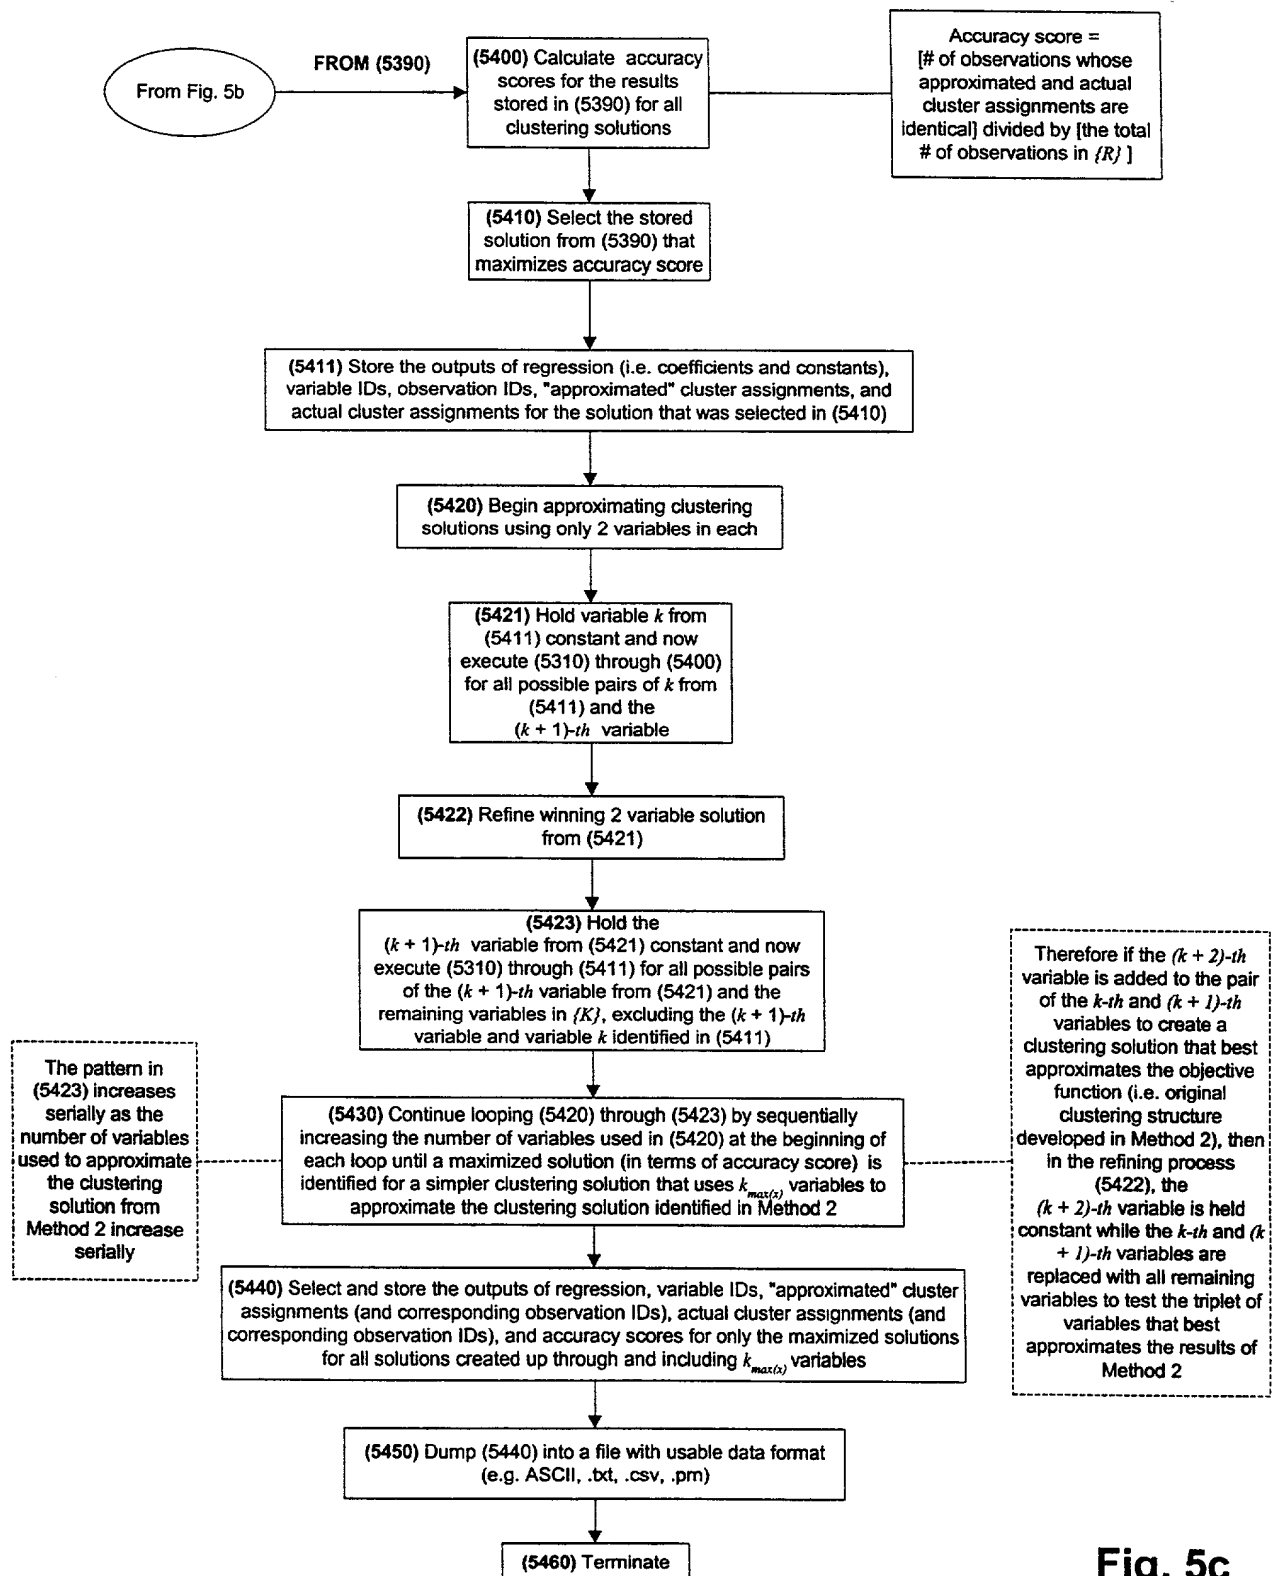 From Fig. 5b
FROM (5390)
(5400) Calculate accuracy
scores for the results
stored in (5390) for all
clustering solutions
Accuracy score =
[# of observations whose
approximated and actual
cluster assignments are
identical] divided by [the total
# of observations in {R} ]
(5410) Select the stored
solution from (5390) that
maximizes accuracy score
(5411) Store the outputs of regression (i.e. coefficients and constants),
variable IDs, observation IDs, "approximated" cluster assignments, and
actual cluster assignments for the solution that was selected in (5410)
(5420) Begin approximating clustering
solutions using only 2 variables in each
(5421) Hold variable k from
(5411) constant and now
execute (5310) through (5400)
for all possible pairs of k from
(5411) and the
(k + 1)-th variable
(5422) Refine winning 2 variable solution
from (5421)
(5423) Hold the
(k + 1)-th variable from (5421) constant and now
execute (5310) through (5411) for all possible pairs
of the (k + 1)-th variable from (5421) and the
remaining variables in {K}, excluding the (k + 1)-th
variable and variable k identified in (5411)
Therefore if the (k + 2)-th
variable is added to the pair
of the k-th and (k + 1)-th
variables to create a
clustering solution that best
approximates the objective
function (i.e. original
clustering structure
developed in Method 2), then
in the refining process
(5422), the
(k + 2)-th variable is held
constant while the k-th and (k
+ 1)-th variables are
replaced with all remaining
variables to test the triplet of
variables that best
approximates the results of
Method 2
The pattern in
(5423) increases
serially as the
number of variables
used to approximate
the clustering
solution from
Method 2 increase
serially
(5430) Continue looping (5420) through (5423) by sequentially
increasing the number of variables used in (5420) at the beginning of
each loop until a maximized solution (in terms of accuracy score) is
identified for a simpler clustering solution that uses k max(x) variables to
approximate the clustering solution identified in Method 2
(5440) Select and store the outputs of regression, variable IDs, "approximated" cluster
assignments (and corresponding observation IDs), actual cluster assignments (and
corresponding observation IDs), and accuracy scores for only the maximized solutions
for all solutions created up through and including k max(x) variables
(5450) Dump (5440) into a file with usable data format
(e.g. ASCII, .txt, .csv, .prn)
(5460) Terminate
Fig. 5c